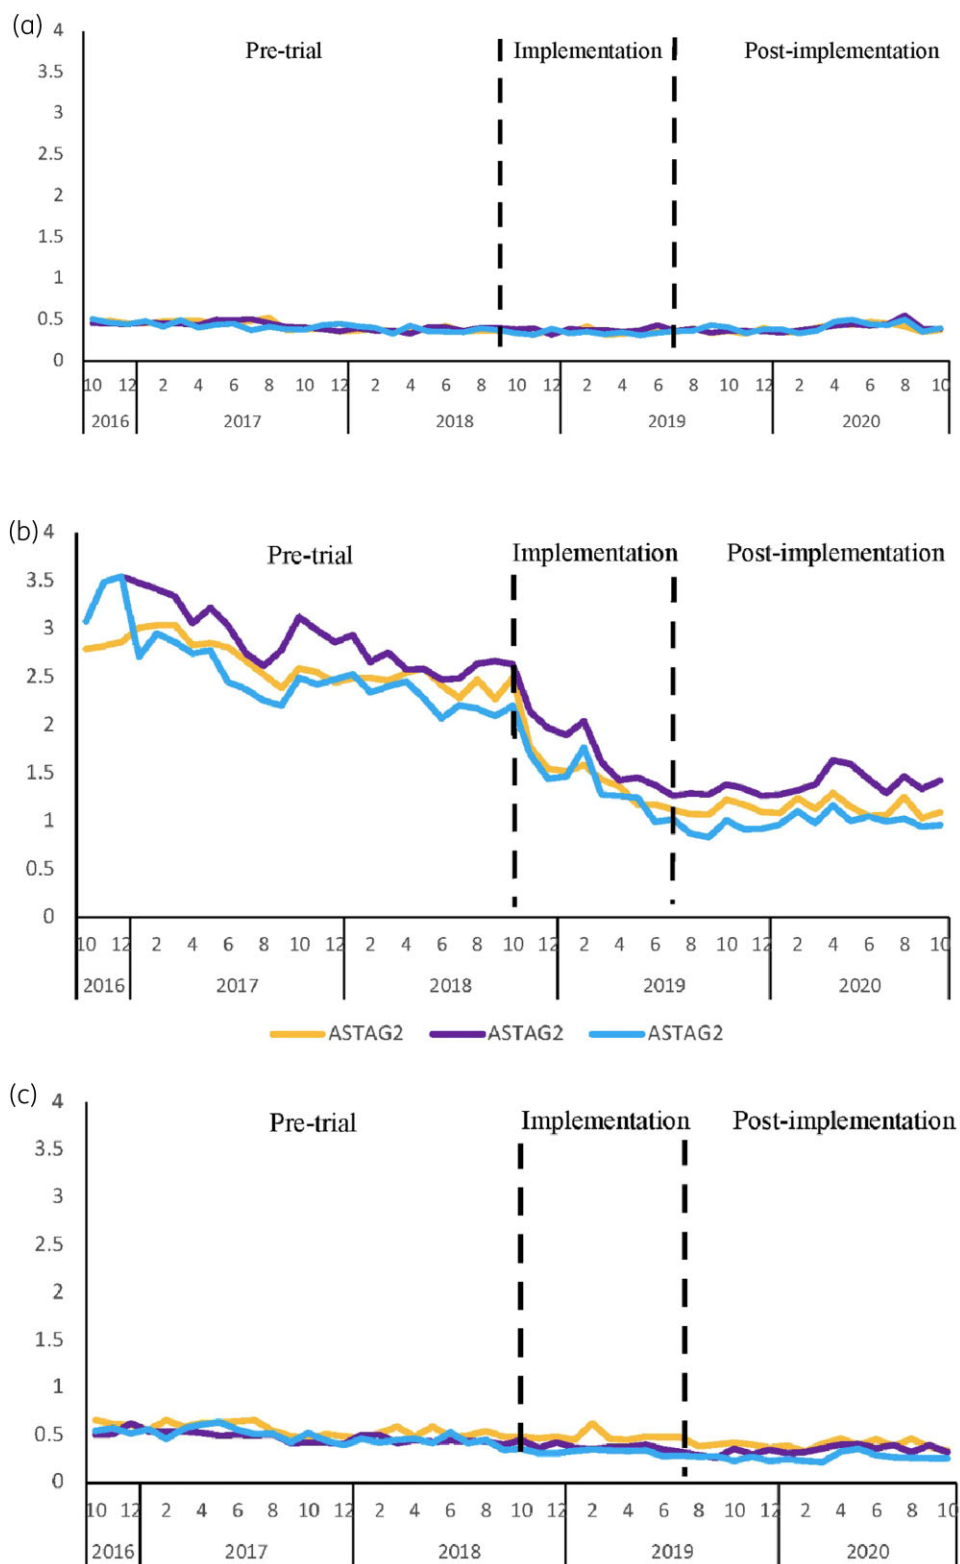 (a)
4
Pre-trial Implementation Post-implementation
3.5
3
2.5
2
1.5
1
0.5
0
10 12 2 4 6 8 10 12 2 4 6 8 10 12 2 4 6 8 10 12 2 4 6 8 10
2016 2017 2018 2019 2020
(b)
4
Pre-trial Implementation Post-implementation
3.5
3
2.5
2
1.5
1
0.5
0
10 12 2 4 6 8 10 12 2 4 6 8 10 12 2 4 6 8 10 12 2 4 6 8 10
2016 2017 2018 2019 2020
ASTAG2 ASTAG2 ASTAG2
(c)
4
Pre-trial Implementation Post-implementation
3.5
3
2.5
2
1.5
1
0.5
0
10 12 2 4 6 8 10 12 2 4 6 8 10 12 2 4 6 8 10 12 2 4 6 8 10
2016 2017 2018 2019 2020